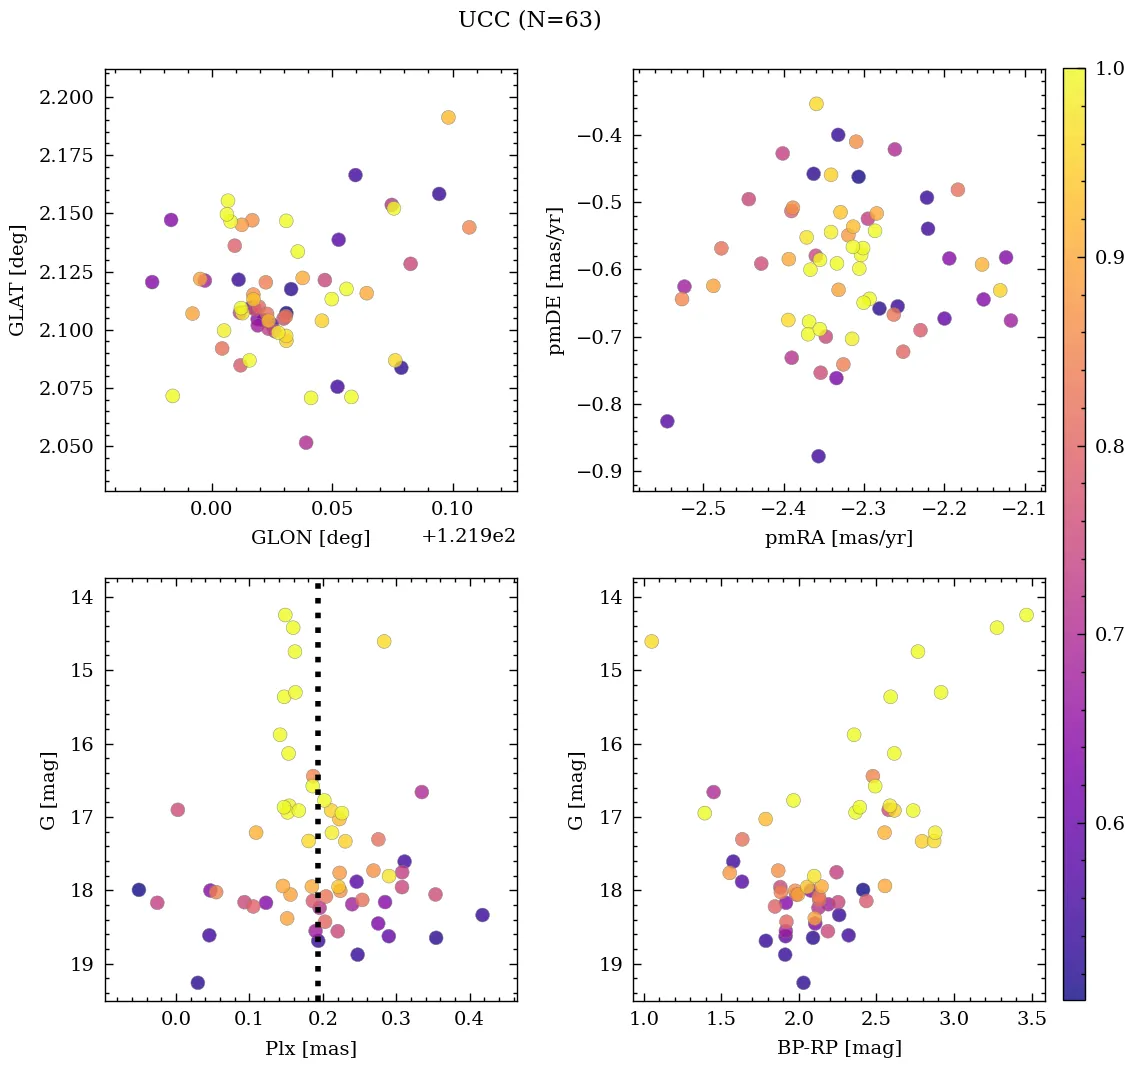 UCC (N=63)
2.200
2.175
2.150
2.125
2.100
2.075
2.050
GLAT [deg]
0.00 0.05 0.10
GLON [deg] +1.219e2
−0.4
−0.5
−0.6
−0.7
−0.8
−0.9
pmDE [mas/yr]
−2.5 −2.4 −2.3 −2.2 −2.1
pmRA [mas/yr]
14
15
16
17
18
19
G [mag]
0.0 0.1 0.2 0.3 0.4
Plx [mas]
14
15
16
17
18
19
G [mag]
1.0 1.5 2.0 2.5 3.0 3.5
BP-RP [mag]
1.0
0.9
0.8
0.7
0.6